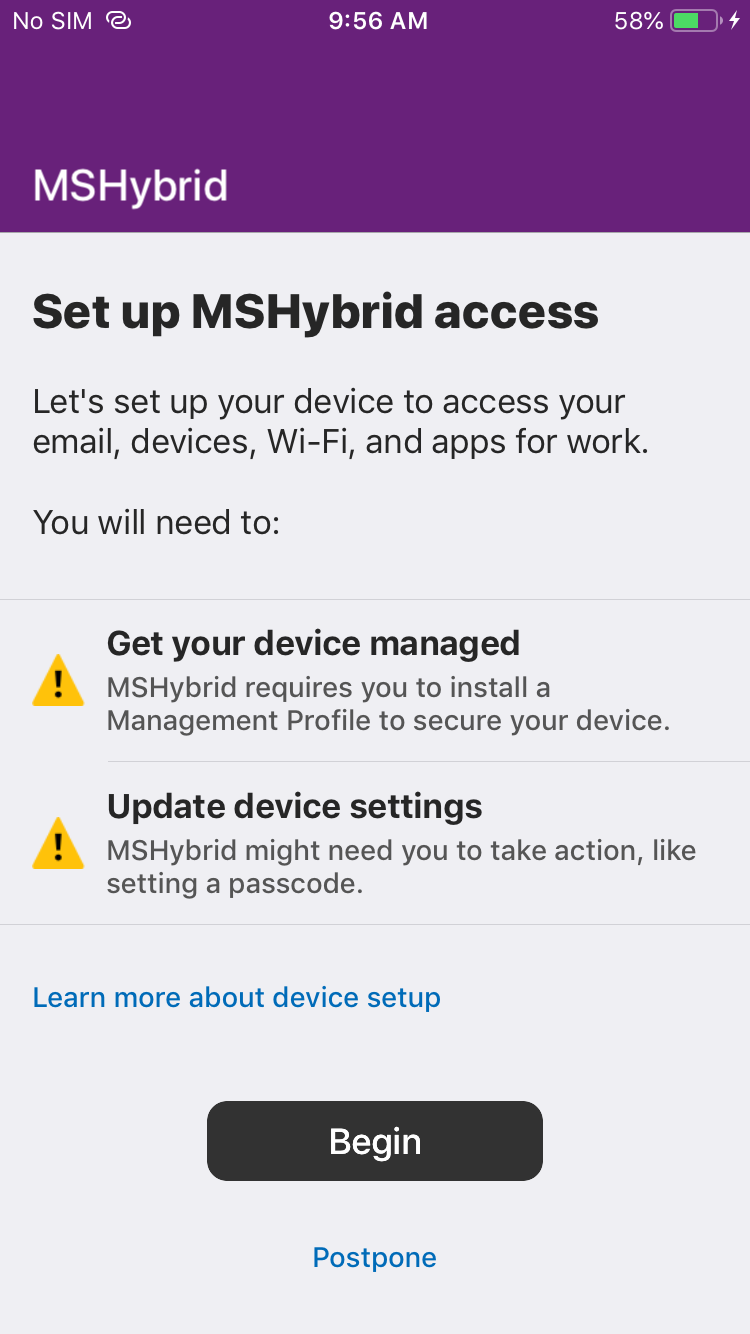 No SIM 9:56 AM 58%
MSHybrid
Set up MSHybrid access
Let's set up your device to access your
email, devices, Wi-Fi, and apps for work.
You will need to:
Get your device managed
MSHybrid requires you to install a
Management Profile to secure your device.
Update device settings
MSHybrid might need you to take action, like
setting a passcode.
Learn more about device setup
Begin
Postpone